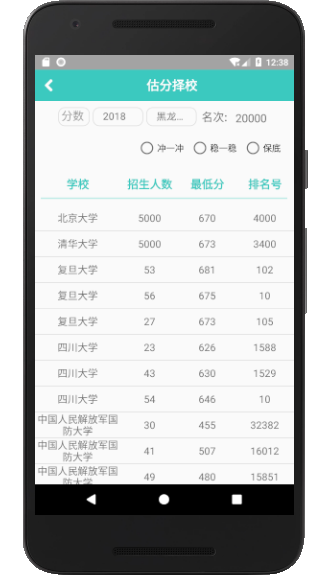 12:38
估分择校
分数 2018 黑龙... 名次: 20000
冲一冲 稳一稳 保底
学校 招生人数 最低分 排名号
北京大学 5000 670 4000
清华大学 5000 673 3400
复旦大学 53 681 102
复旦大学 56 675 10
复旦大学 27 673 105
四川大学 23 626 1588
四川大学 43 630 1529
四川大学 54 646 10
中国人民解放军国
防大学 30 455 32382
中国人民解放军国
防大学 41 507 16012
中国人民解放军国
防大学 49 480 15851